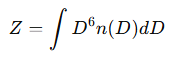 Z = ∫ D⁶n(D)dD